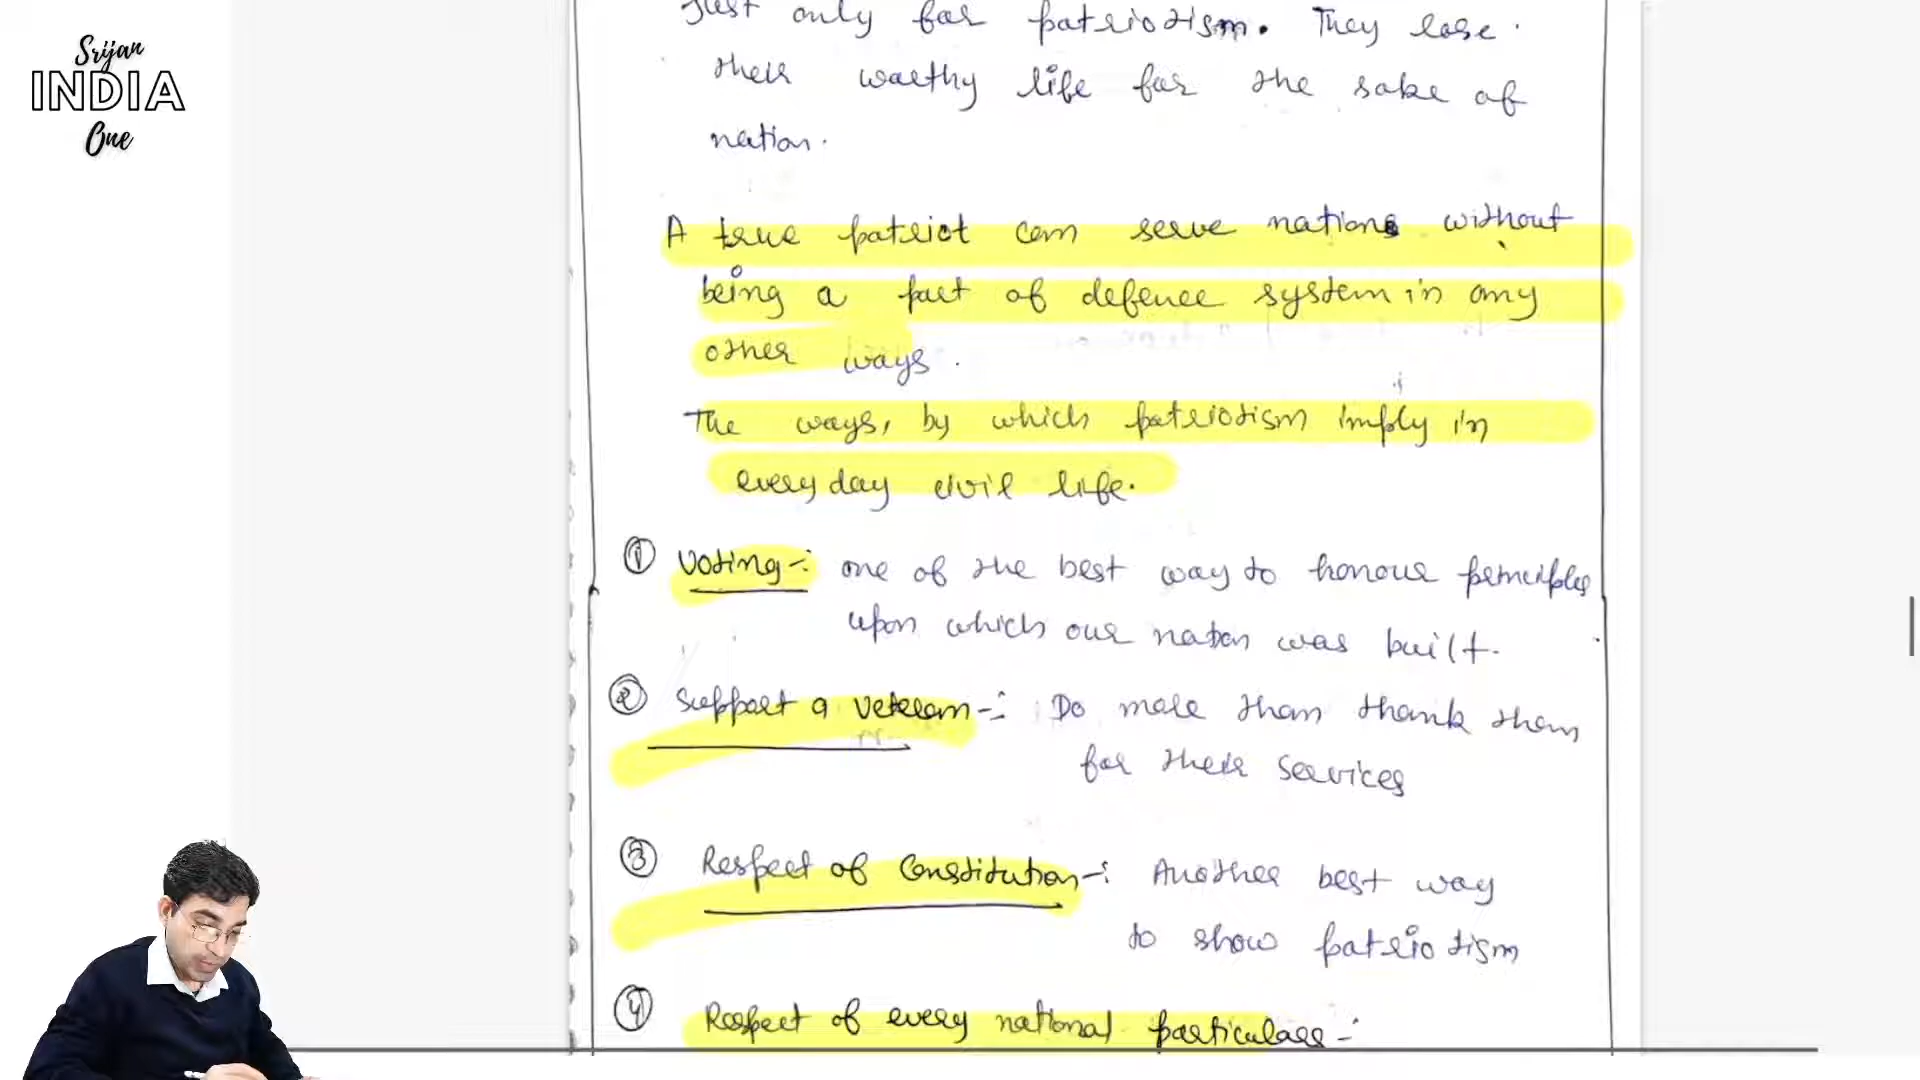 Srijan
INDIA
One
Just only for patriotism. They lose
their worthy life for the sake of
nation.
A true patriot can serve nations without
being a part of defence system in any
other ways.
The ways, by which patriotism imply in
every day civil life.
① Voting-: one of the best way to honour principles
upon which our nation was built.
② Support a Veteran-: Do more than thank them
for their services
③ Respect of Constitution-: Another best way
to show patriotism
④ Respect of every national particulars-: